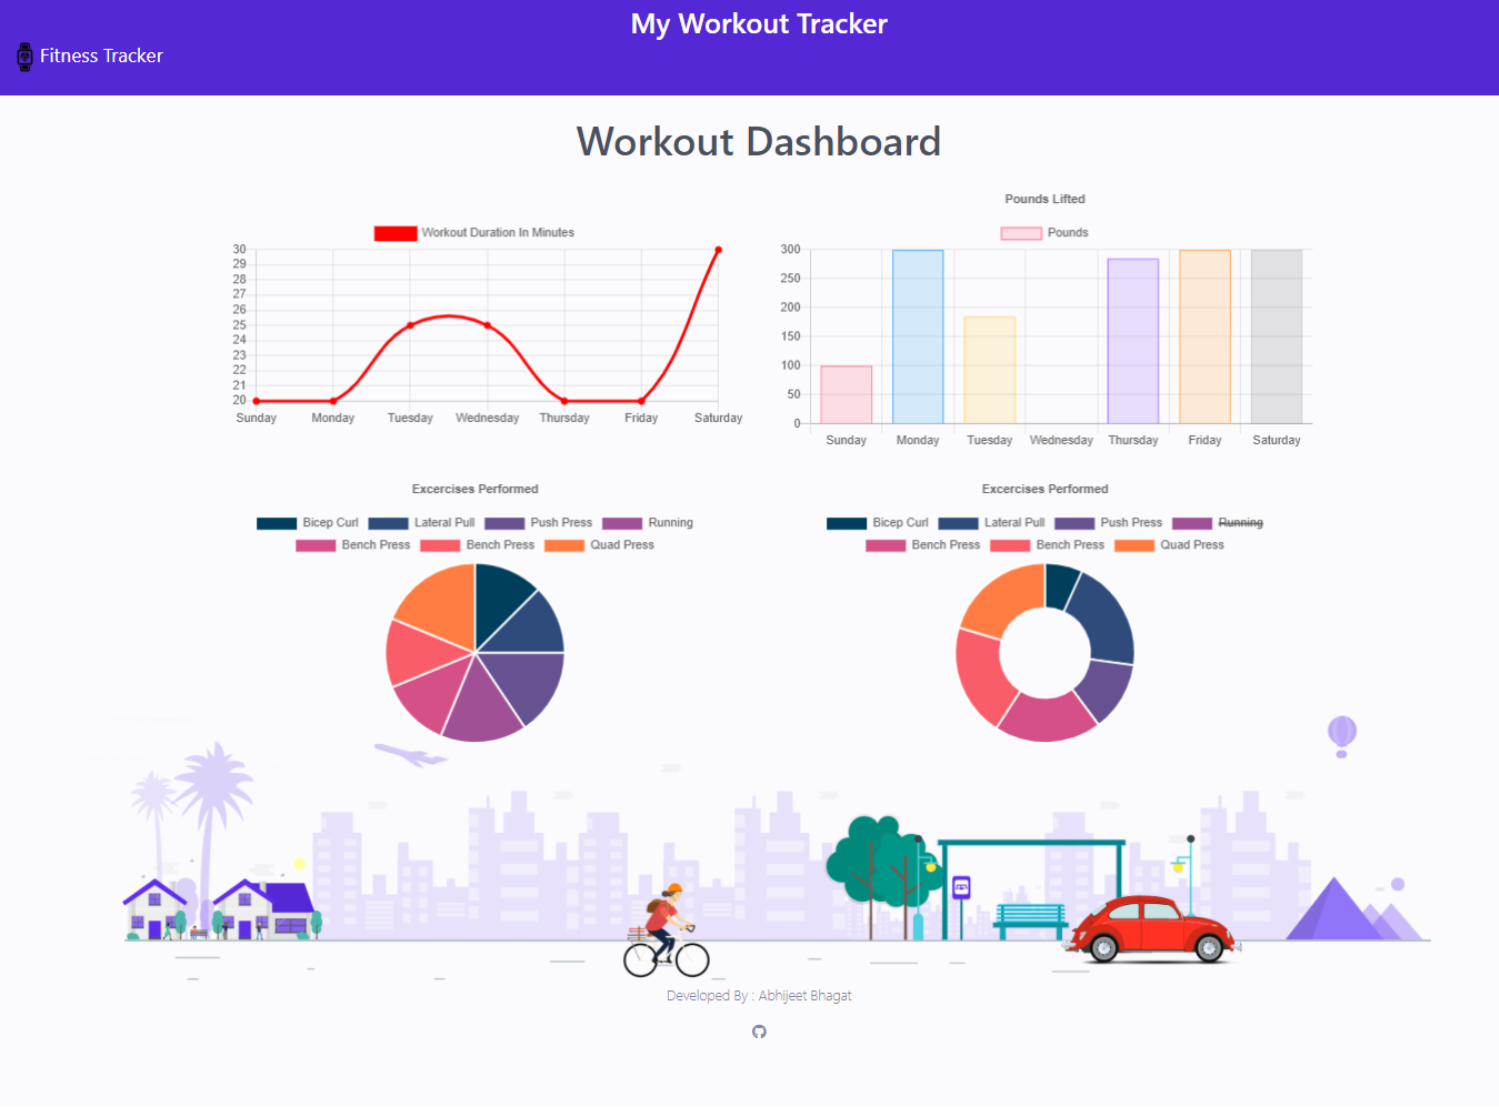 My Workout Tracker
Fitness Tracker
Workout Dashboard
Workout Duration In Minutes
30
29
28
27
26
25
24
23
22
21
20
Sunday Monday Tuesday Wednesday Thursday Friday Saturday
Pounds Lifted
Pounds
300
250
200
150
100
50
0
Sunday Monday Tuesday Wednesday Thursday Friday Saturday
Excercises Performed
Bicep Curl Lateral Pull Push Press Running
Bench Press Bench Press Quad Press
Excercises Performed
Bicep Curl Lateral Pull Push Press Running
Bench Press Bench Press Quad Press
Developed By : Abhijeet Bhagat